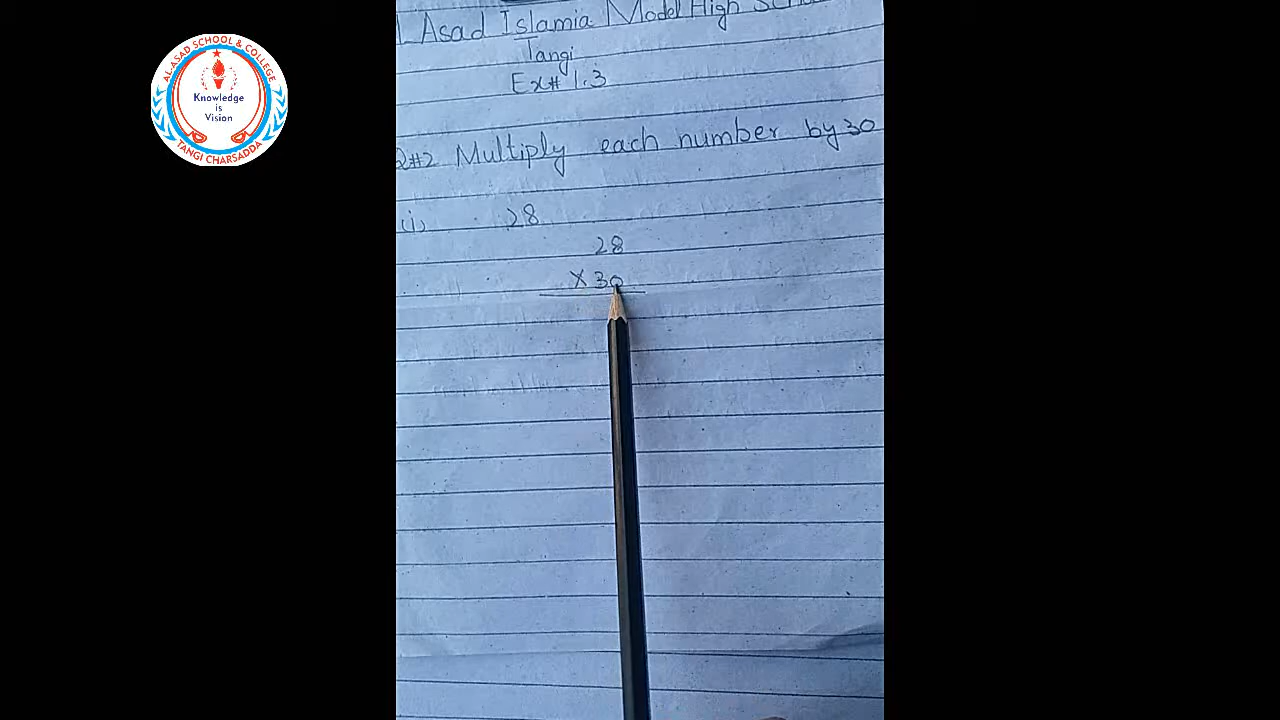 AL-ASAD SCHOOL & COLLEGE
Knowledge
is
Vision
TANGI CHARSADDA
Asad Islamia Model High
Tangi
Ex# 1.3
Q#2 Multiply each number by 30
(i) 28
28
×30